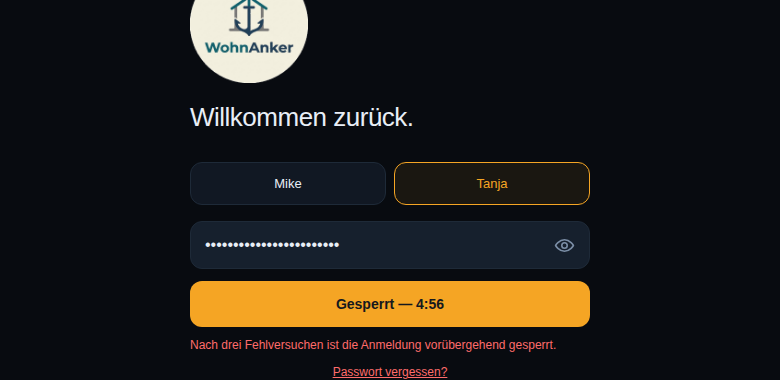 WohnAnker
Willkommen zurück.
Mike
Tanja
••••••••••••••••••••••••
Gesperrt — 4:56
Nach drei Fehlversuchen ist die Anmeldung vorübergehend gesperrt.
Passwort vergessen?